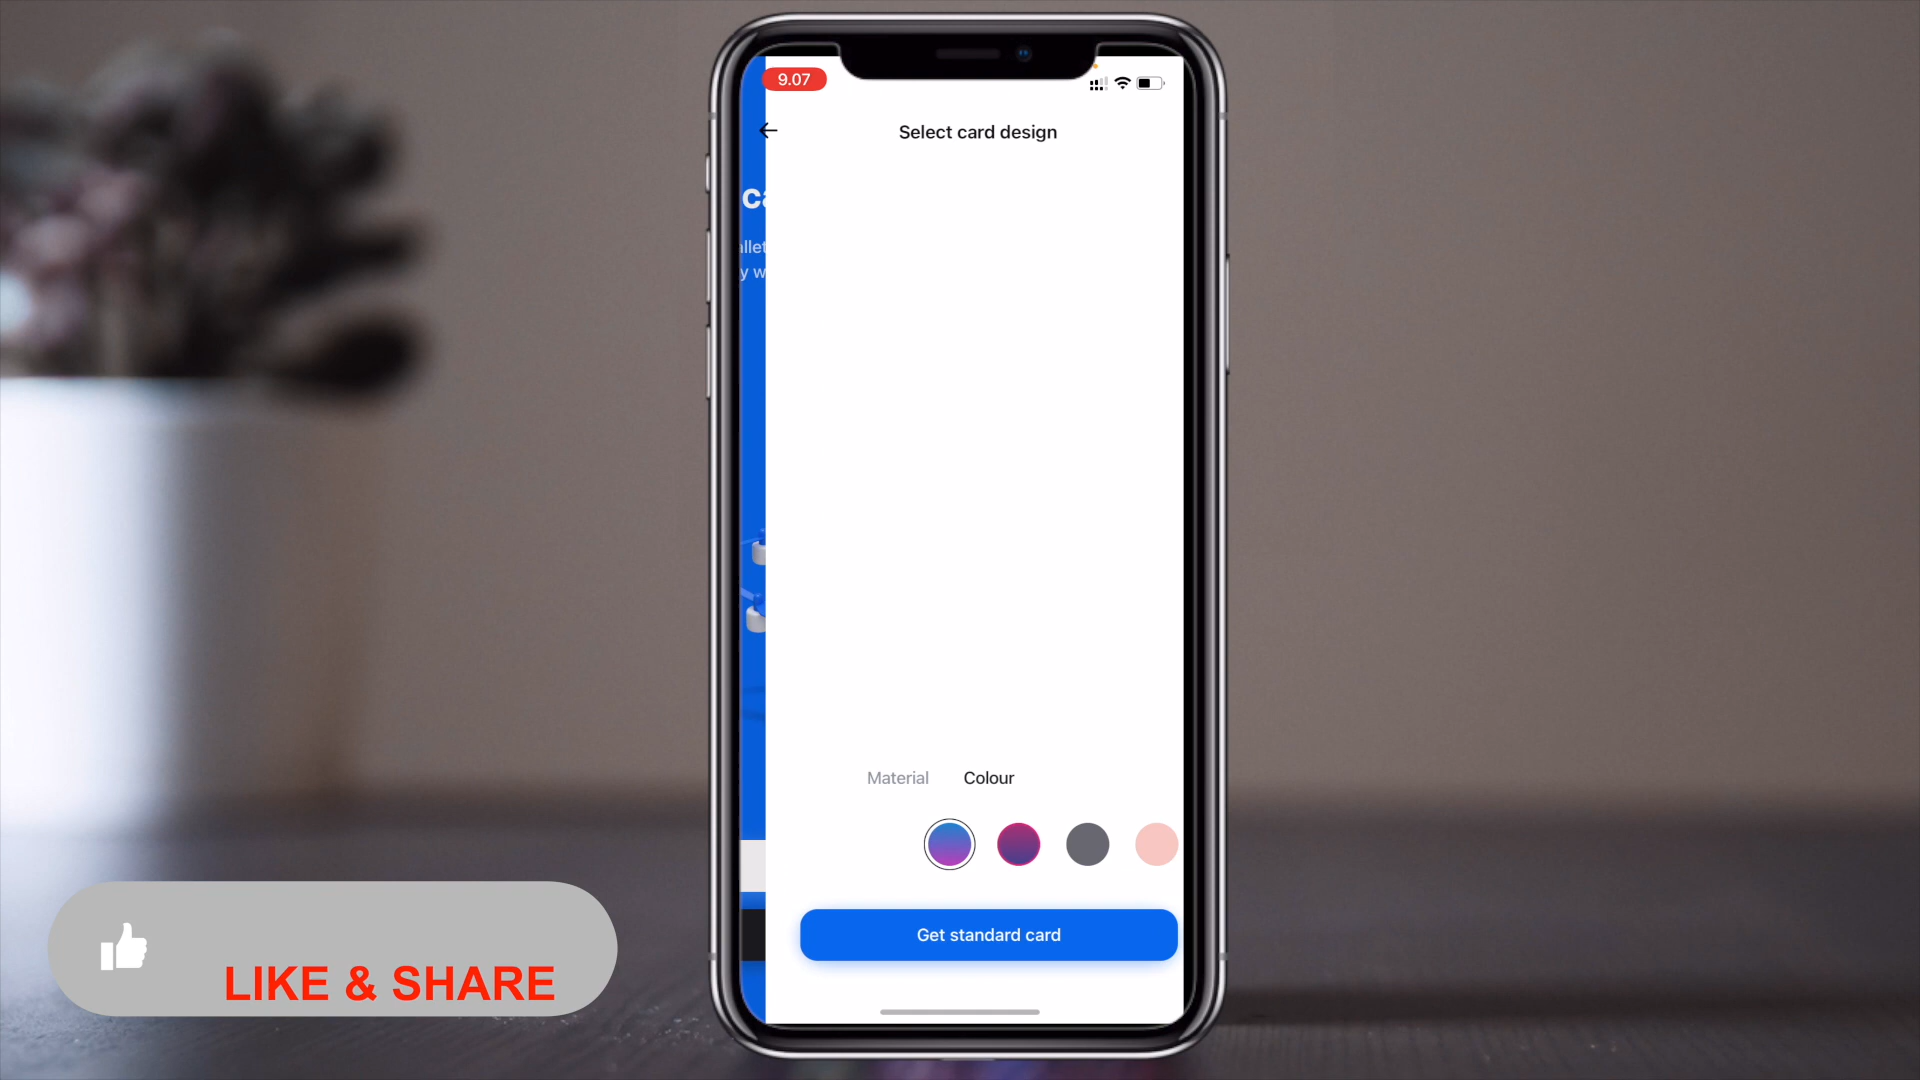 9.07
Select card design
Material
Colour
Get standard card
LIKE & SHARE